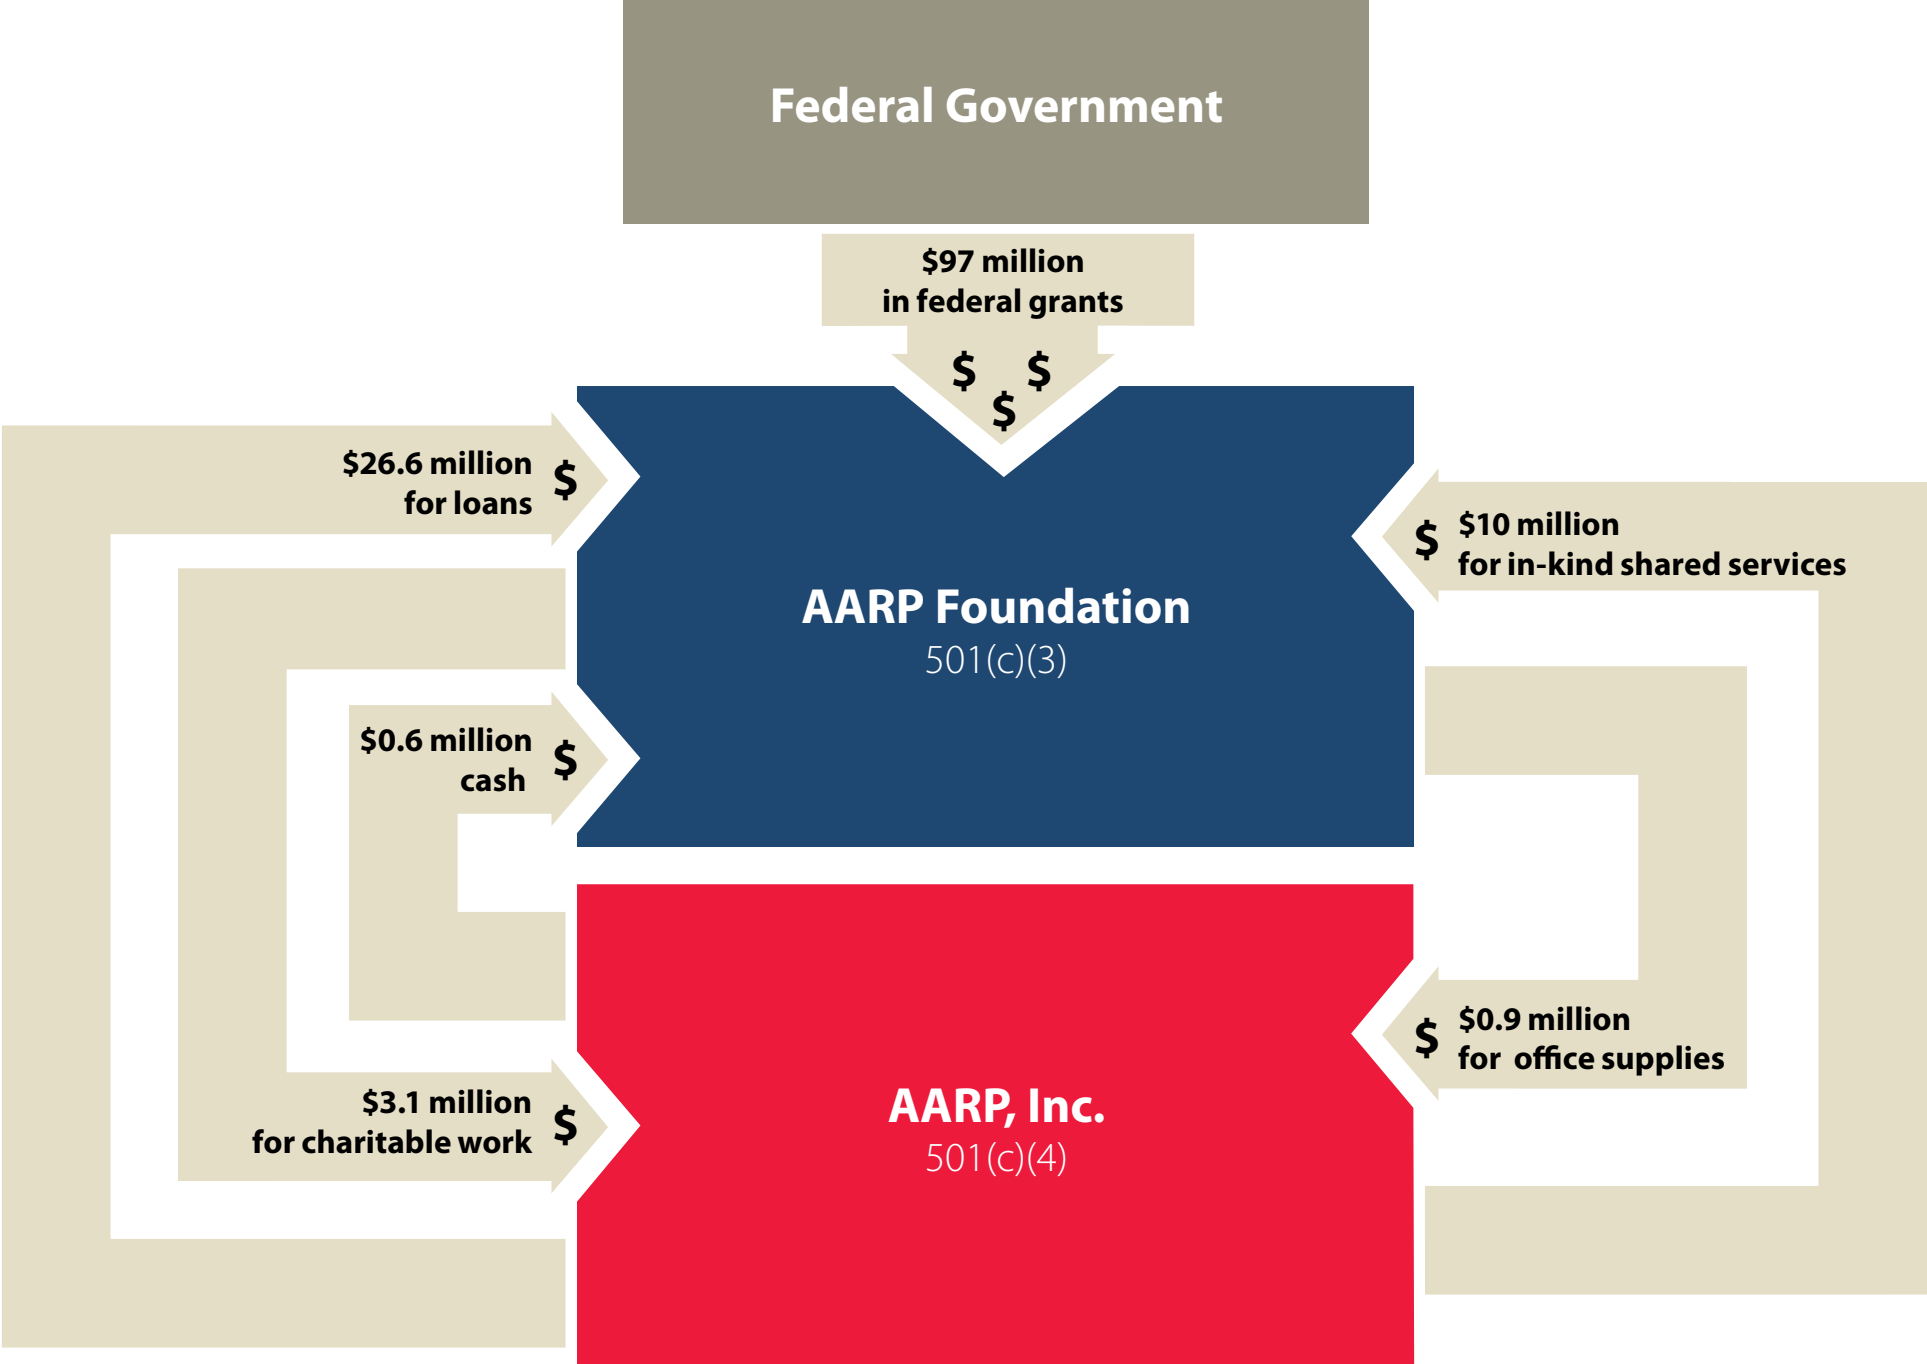 Federal Government
$97 million
in federal grants
$ $
$
$26.6 million
for loans
$
$
$10 million
for in-kind shared services
AARP Foundation
501(c)(3)
$0.6 million
cash
$
$
$0.9 million
for office supplies
$3.1 million
for charitable work
$
AARP, Inc.
501(c)(4)